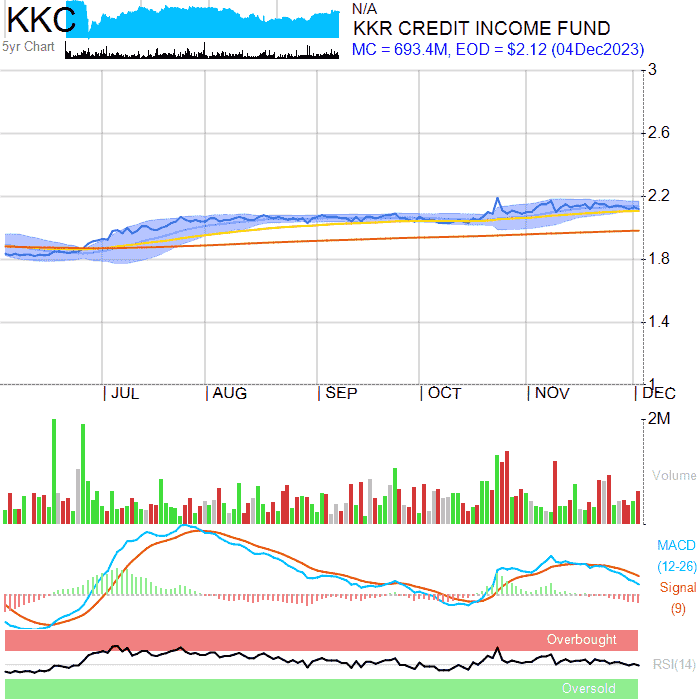 KKC
5yr Chart
N/A
KKR CREDIT INCOME FUND
MC = 693.4M, EOD = $2.12 (04Dec2023)
3
2.6
2.2
1.8
1.4
1
JUL AUG SEP OCT NOV DEC
2M
Volume
MACD
(12-26)
Signal
(9)
Overbought
RSI(14)
Oversold